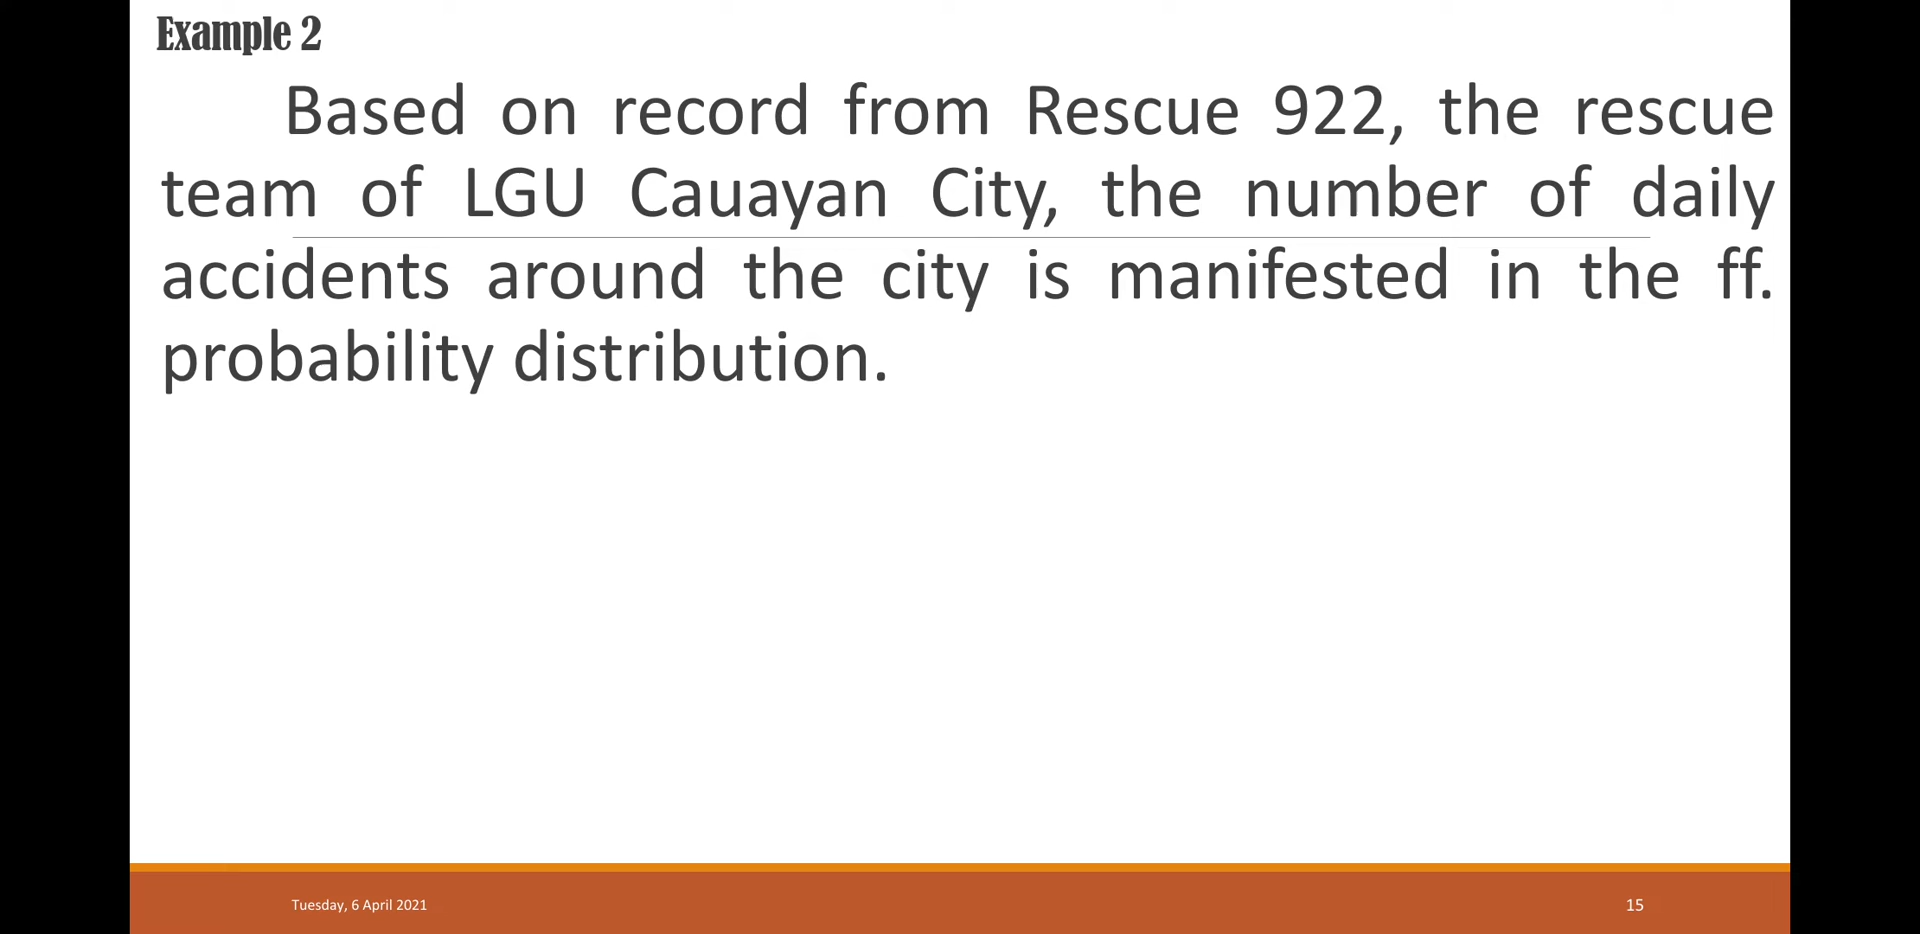 Example 2
Based on record from Rescue 922, the rescue
team of LGU Cauayan City, the number of daily
accidents around the city is manifested in the ff.
probability distribution.
Tuesday, 6 April 2021
15